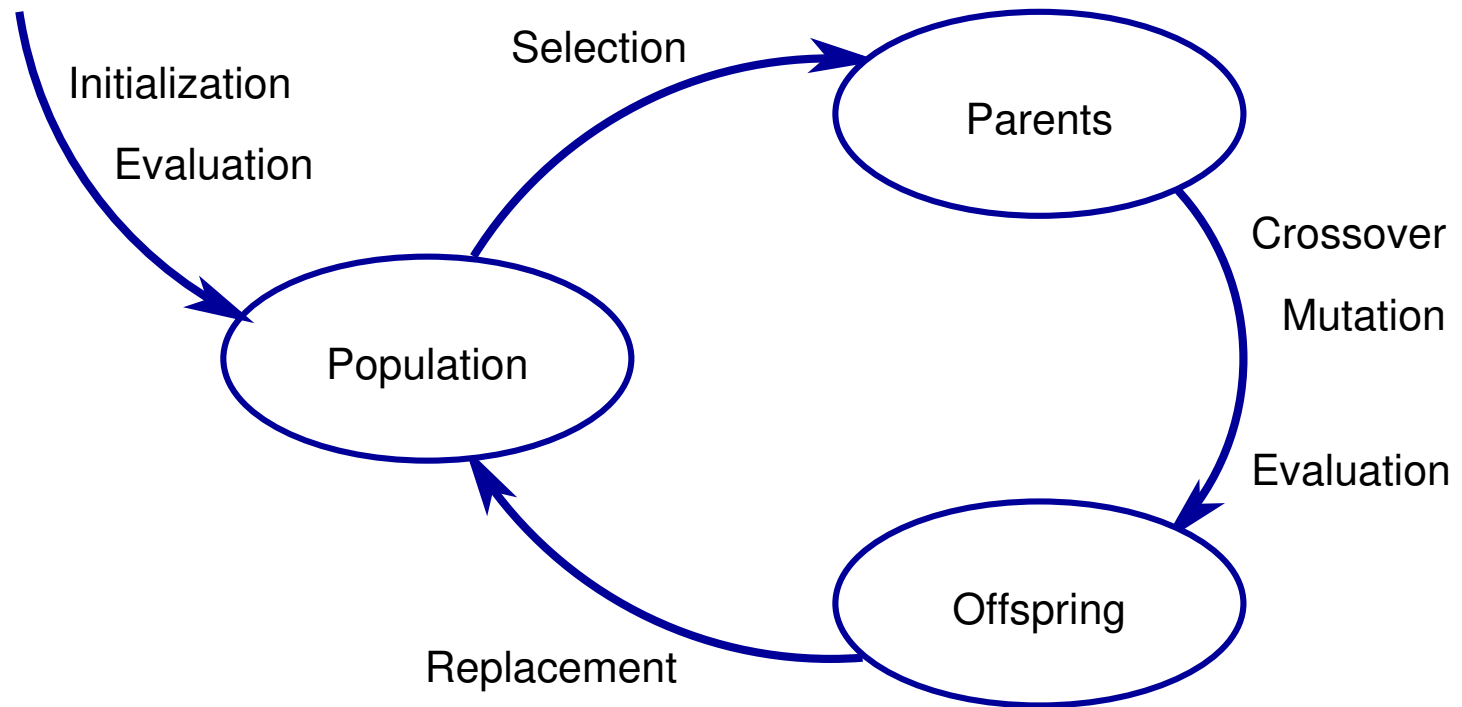 Initialization
Evaluation
Selection
Parents
Crossover
Mutation
Evaluation
Population
Offspring
Replacement